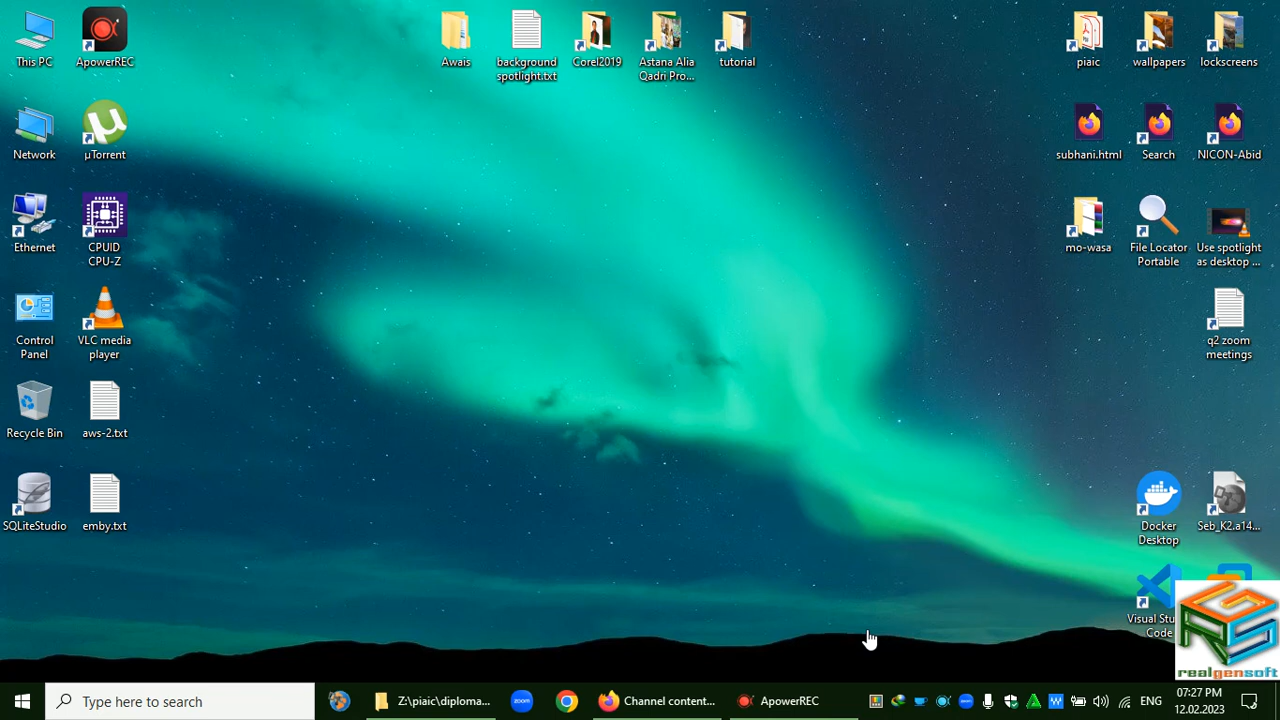 This PC
ApowerREC
Awais
background
spotlight.txt
Corel2019
Astana Alia
Qadri Pro...
tutorial
piaic
wallpapers
lockscreens
Network
µTorrent
subhani.html
Search
NICON-Abid
Ethernet
CPUID
CPU-Z
mo-wasa
File Locator
Portable
Use spotlight
as desktop ...
Control
Panel
VLC media
player
q2 zoom
meetings
Recycle Bin
aws-2.txt
SQLiteStudio
emby.txt
Docker
Desktop
Seb_K2.a14...
Visual Stu
Code
realgensoft
Type here to search
Z:\piaic\diploma...
zoom
Channel content...
ApowerREC
ENG
07:27 PM
12.02.2023